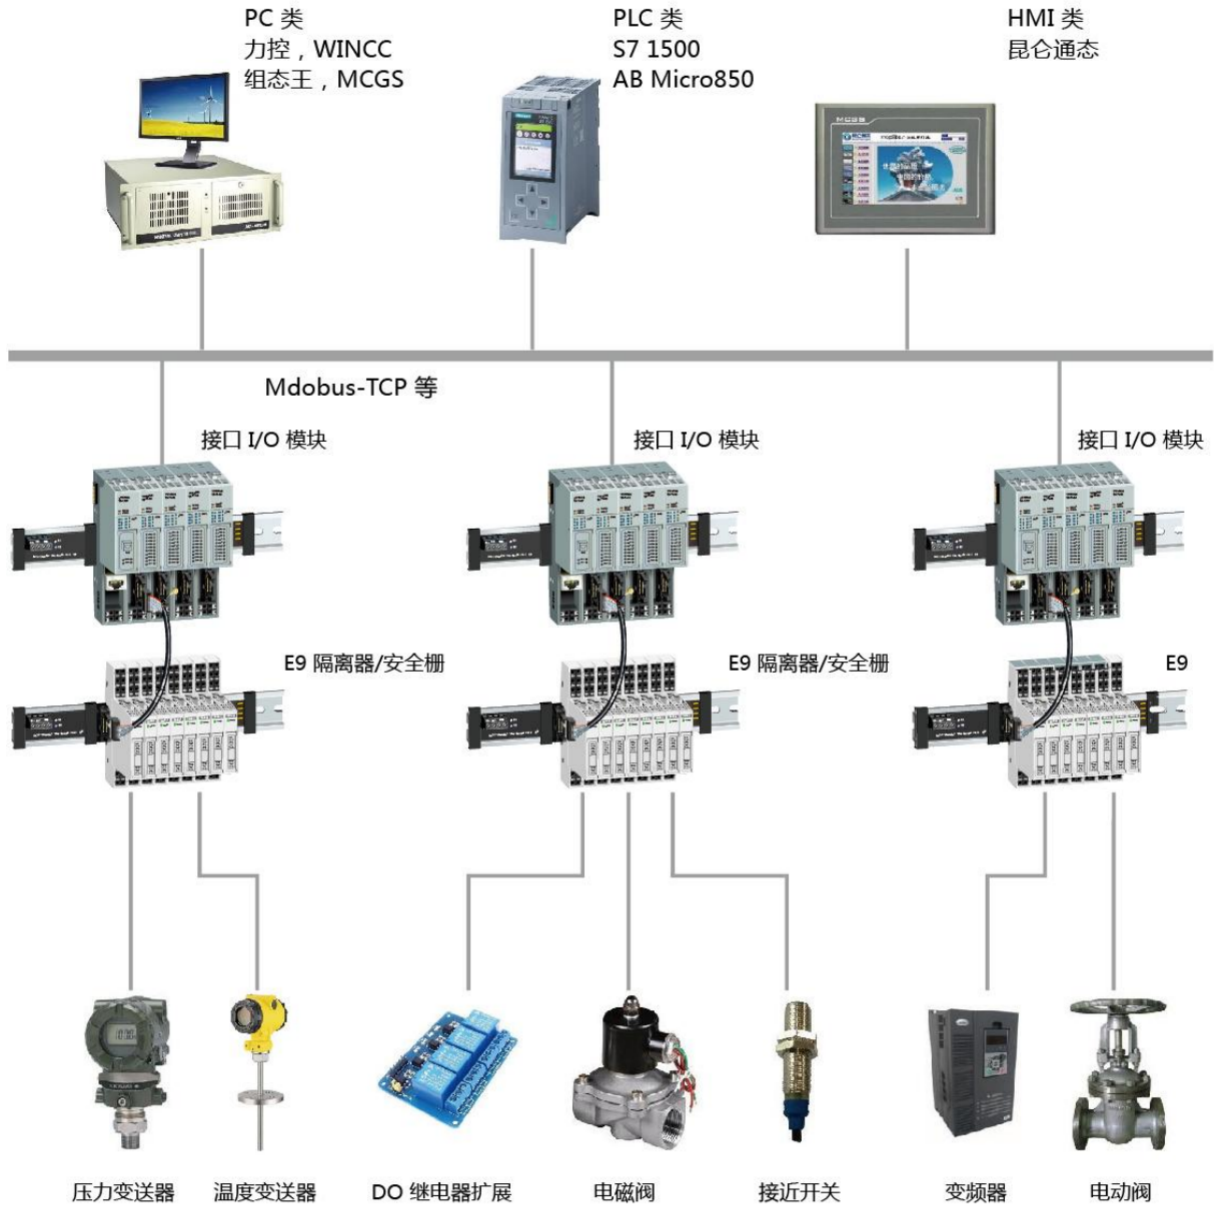 PC 类
力控，WINCC
组态王，MCGS
PLC 类
S7 1500
AB Micro850
HMI 类
昆仑通态
MCGS
Mdobus-TCP 等
接口 I/O 模块
接口 I/O 模块
接口 I/O 模块
E9 隔离器/安全栅
E9 隔离器/安全栅
E9
压力变送器
温度变送器
DO 继电器扩展
电磁阀
接近开关
变频器
电动阀